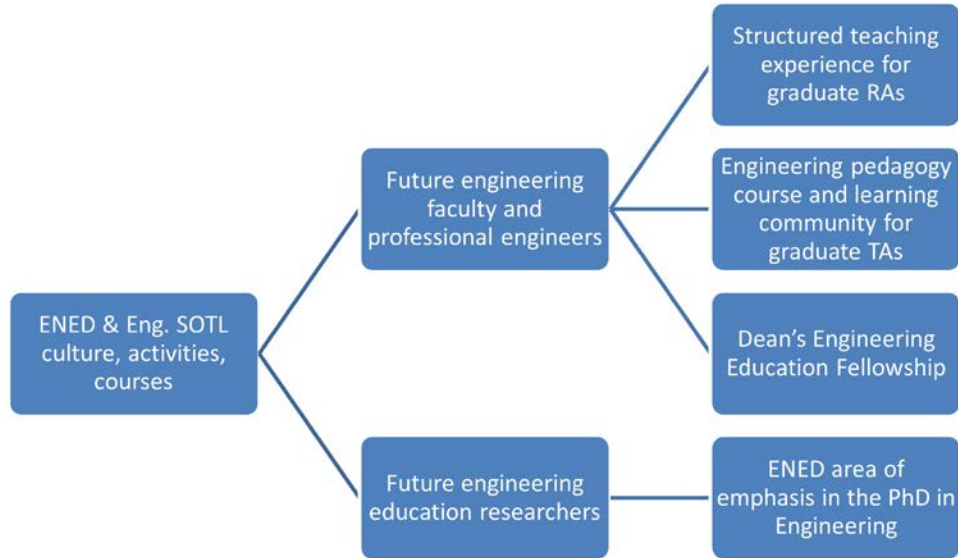 ENED & Eng. SOTL
culture, activities,
courses
Future engineering
faculty and
professional engineers
Structured teaching
experience for
graduate RAs
Engineering pedagogy
course and learning
community for
graduate TAs
Dean’s Engineering
Education Fellowship
Future engineering
education researchers
ENED area of
emphasis in the PhD in
Engineering